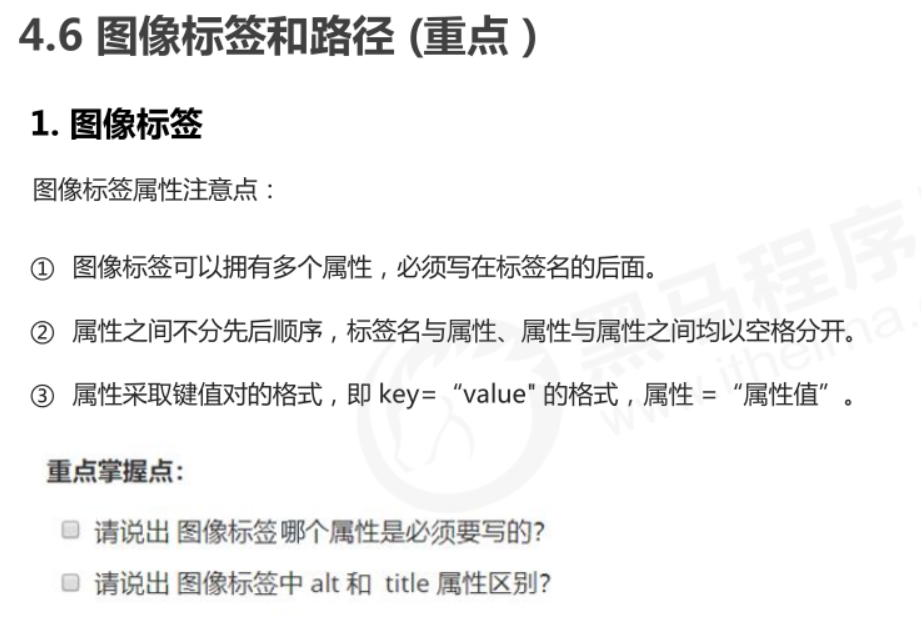 4.6 图像标签和路径 (重点 )
1. 图像标签
图像标签属性注意点：
① 图像标签可以拥有多个属性，必须写在标签名的后面。
② 属性之间不分先后顺序，标签名与属性、属性与属性之间均以空格分开。
③ 属性采取键值对的格式，即 key=“value" 的格式，属性 =“属性值”。
重点掌握点：
请说出 图像标签哪个属性是必须要写的?
请说出 图像标签中 alt 和 title 属性区别?
黑马程序
www.itheima